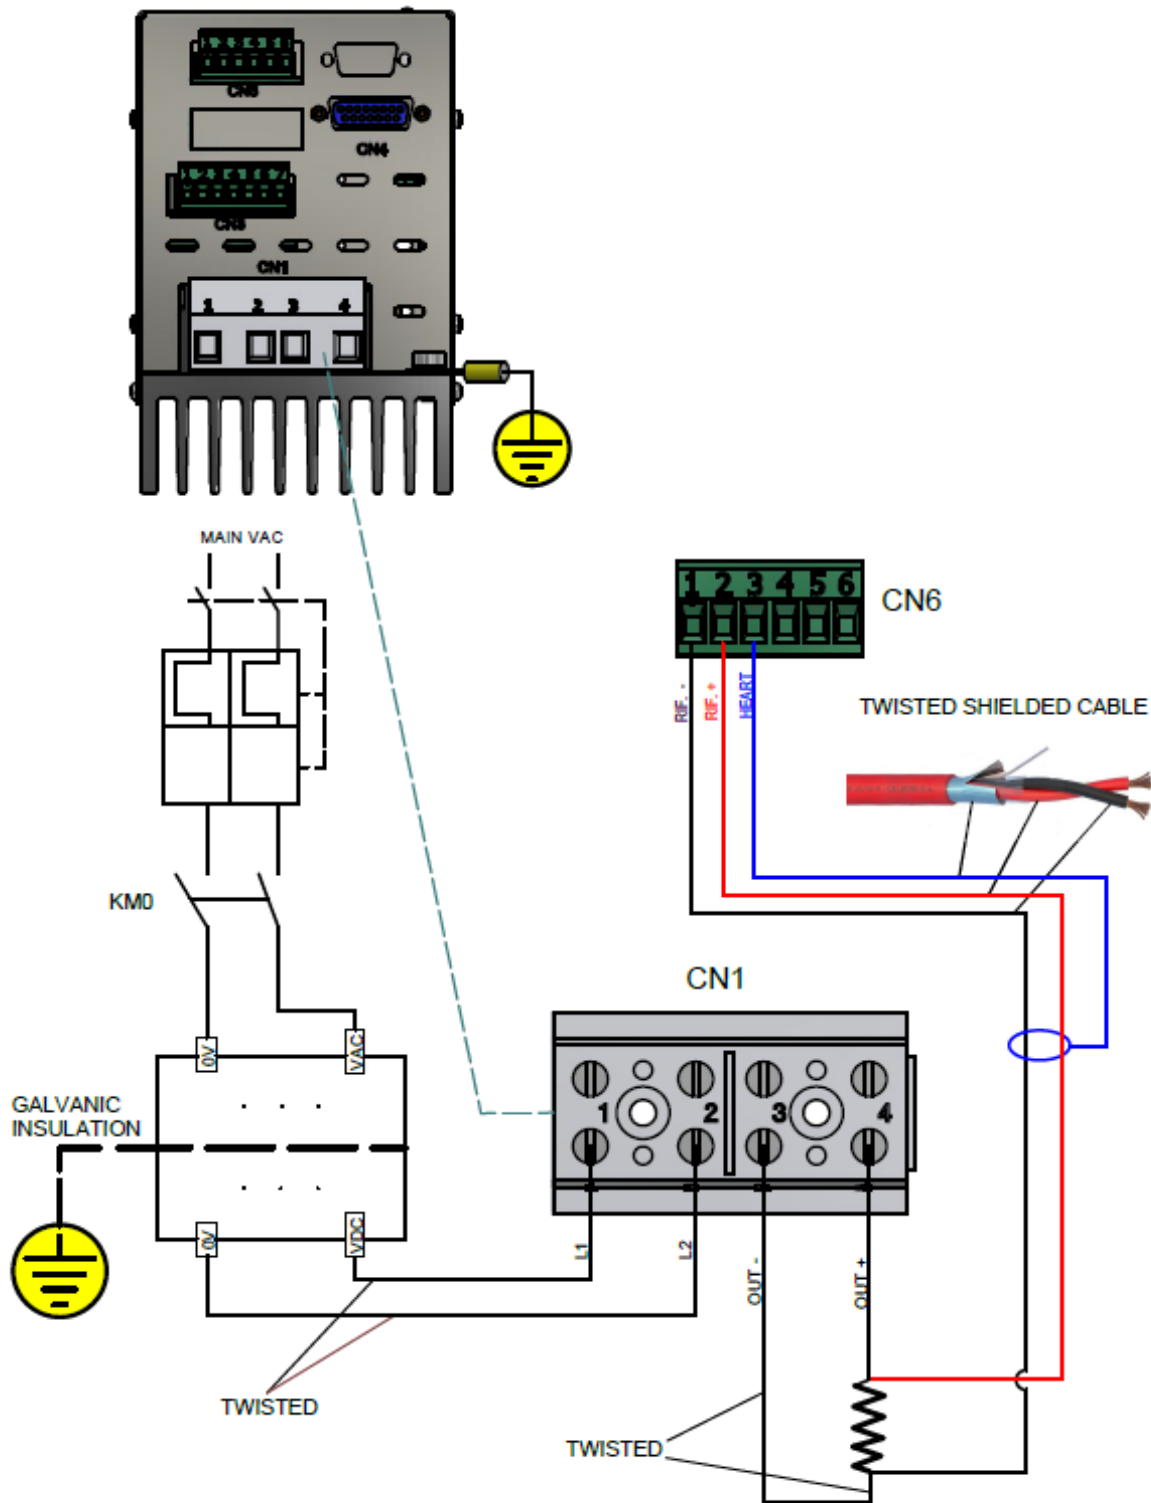 CN6
CN4
CN3
CN1
1 2 3 4
MAIN VAC
1 2 3 4 5 6
CN6
RIF. -
RIF. +
HEART
TWISTED SHIELDED CABLE
KM0
CN1
0V
VAC
GALVANIC
INSULATION
1 2 3 4
0V
VDC
L1
L2
OUT -
OUT +
TWISTED
TWISTED